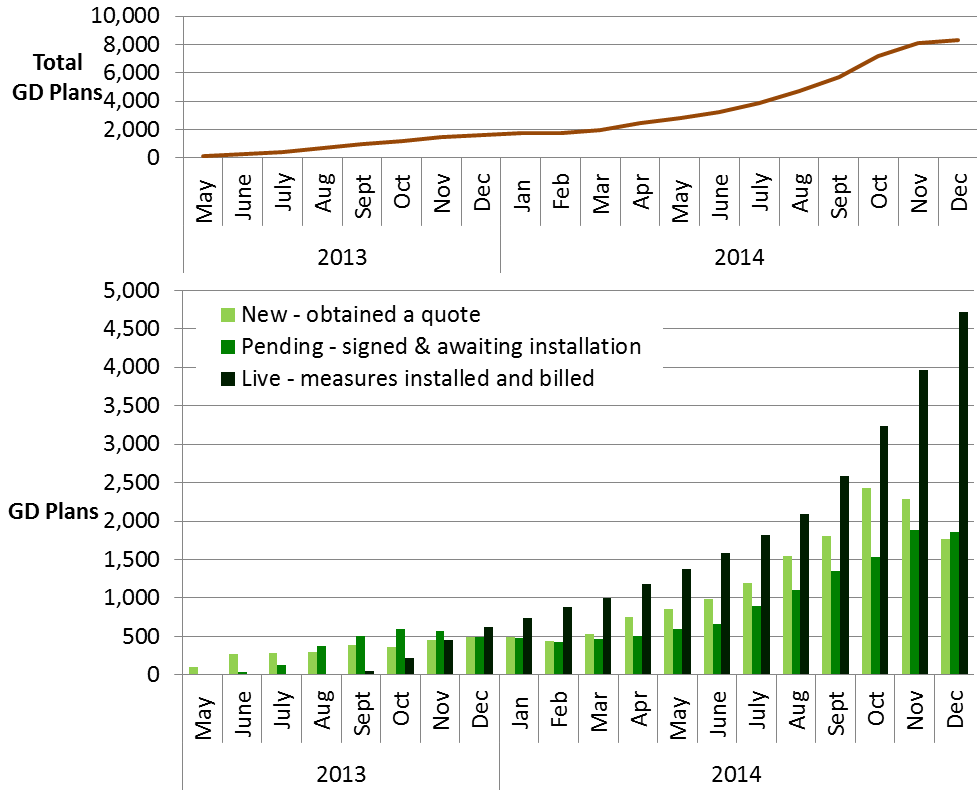 10,000
8,000
6,000
4,000
2,000
0
Total
GD Plans
May June July Aug Sept Oct Nov Dec Jan Feb Mar Apr May June July Aug Sept Oct Nov Dec
2013 2014
5,000
4,500
4,000
3,500
3,000
2,500
2,000
1,500
1,000
500
0
New - obtained a quote
Pending - signed & awaiting installation
Live - measures installed and billed
GD Plans
May June July Aug Sept Oct Nov Dec Jan Feb Mar Apr May June July Aug Sept Oct Nov Dec
2013 2014